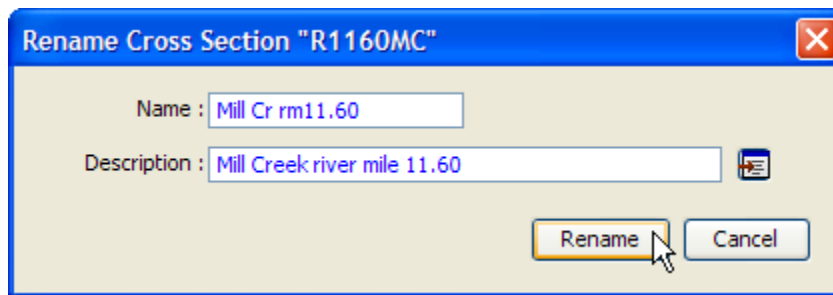 Rename Cross Section "R1160MC"
Name : Mill Cr rm11.60
Description : Mill Creek river mile 11.60
Rename Cancel